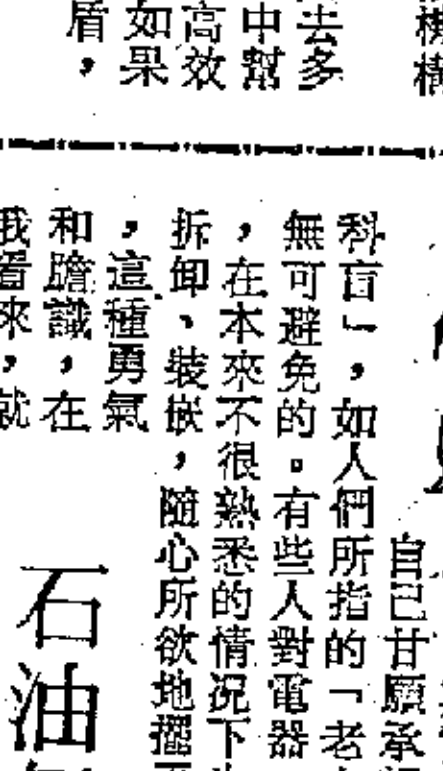 機構
去多
中幫
高效
如果
盾，
自己甘願承
科盲」，如人們所指的「老
無可避免的。有些人對電器
，在本來不很熟悉的情況下
拆卸、裝嵌，隨心所欲地擺
，這種勇氣
和膽識，在
我看來，就
石油